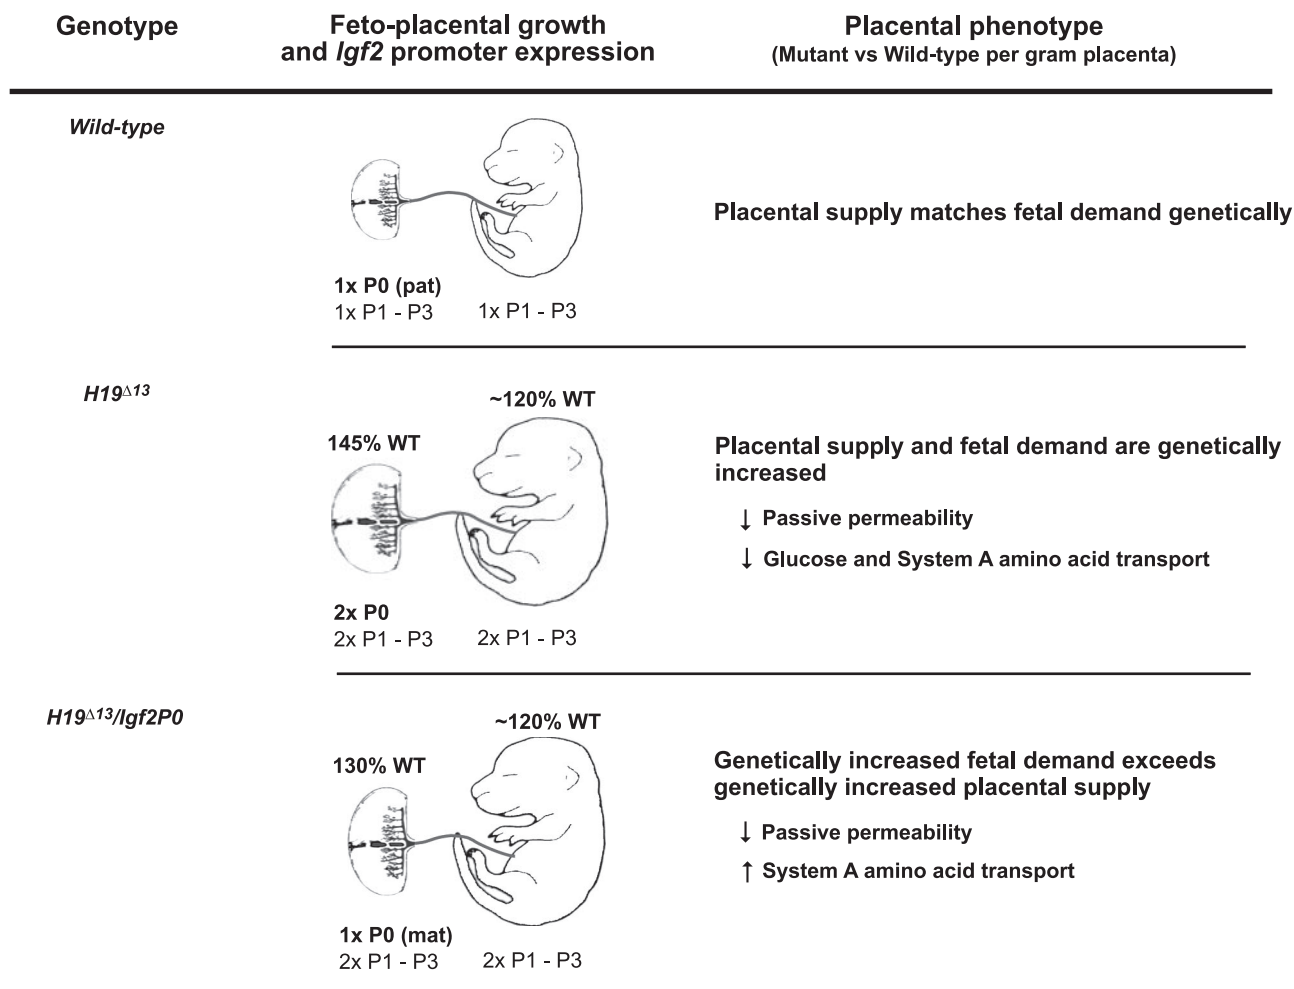 Genotype
Feto-placental growth
and Igf2 promoter expression
Placental phenotype
(Mutant vs Wild-type per gram placenta)
Wild-type
Placental supply matches fetal demand genetically
1x P0 (pat)
1x P1 - P3
1x P1 - P3
H19Δ13
~120% WT
145% WT
Placental supply and fetal demand are genetically
increased
↓ Passive permeability
↓ Glucose and System A amino acid transport
2x P0
2x P1 - P3
2x P1 - P3
H19Δ13/Igf2P0
~120% WT
130% WT
Genetically increased fetal demand exceeds
genetically increased placental supply
↓ Passive permeability
↑ System A amino acid transport
1x P0 (mat)
2x P1 - P3
2x P1 - P3